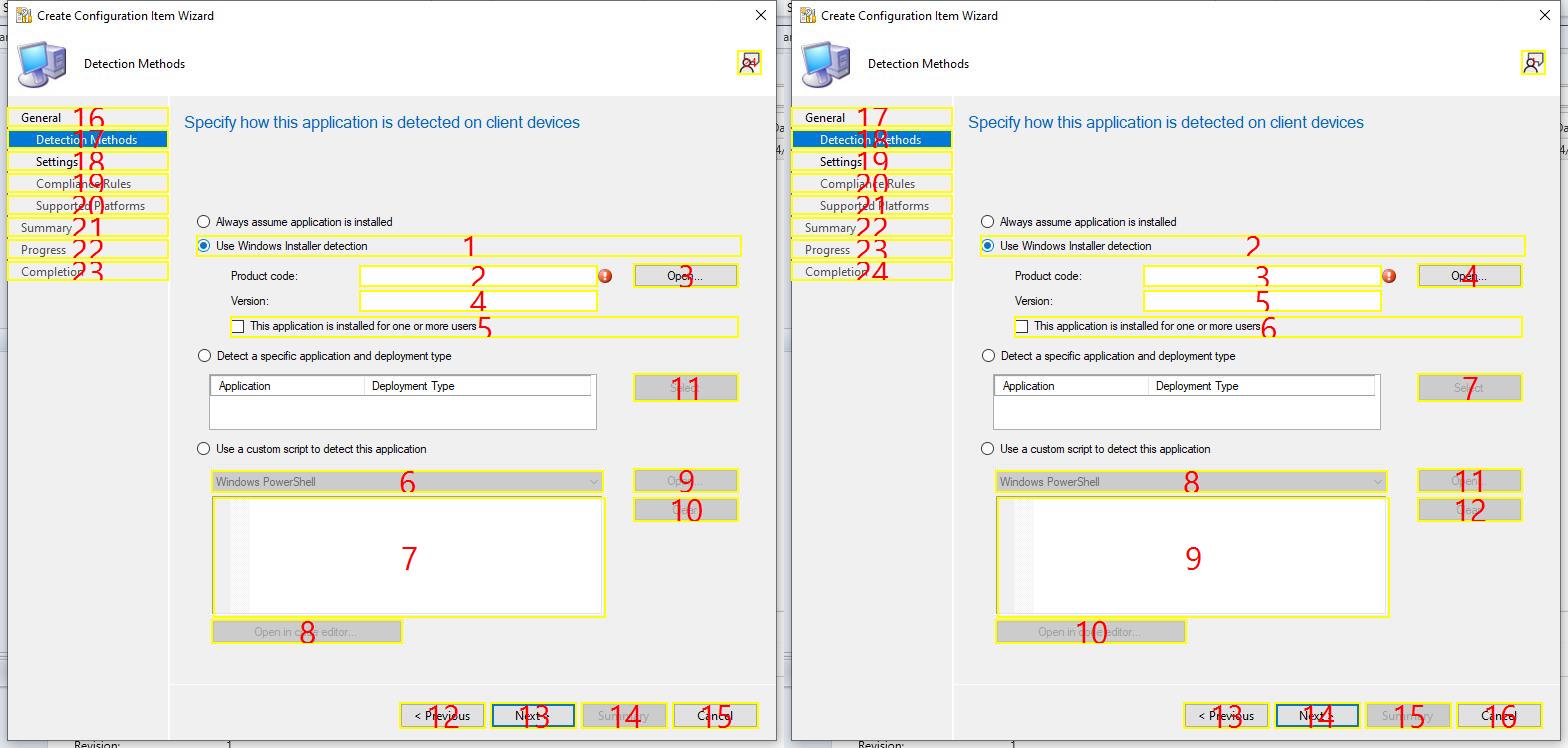 Create Configuration Item Wizard
Detection Methods
24
General 16
Detection Methods 17
Settings 18
Compliance Rules 19
Supported Platforms 20
Summary 21
Progress 22
Completion 23
Specify how this application is detected on client devices
Always assume application is installed
Use Windows Installer detection 1
Product code: 2 Open... 3
Version: 4
This application is installed for one or more users 5
Detect a specific application and deployment type
Application Deployment Type Select 11
Use a custom script to detect this application
Windows PowerShell 6 Open... 9
Clear 10
7
Open in code editor... 8
< Previous 12 Next > 13 Summary 14 Cancel 15
Revision: 1
Create Configuration Item Wizard
Detection Methods
1
General 17
Detection Methods 18
Settings 19
Compliance Rules 20
Supported Platforms 21
Summary 22
Progress 23
Completion 24
Specify how this application is detected on client devices
Always assume application is installed
Use Windows Installer detection 2
Product code: 3 Open... 4
Version: 5
This application is installed for one or more users 6
Detect a specific application and deployment type
Application Deployment Type Select 7
Use a custom script to detect this application
Windows PowerShell 8 Open... 11
Clear 12
9
Open in code editor... 10
< Previous 13 Next > 14 Summary 15 Cancel 16
Revision: 1